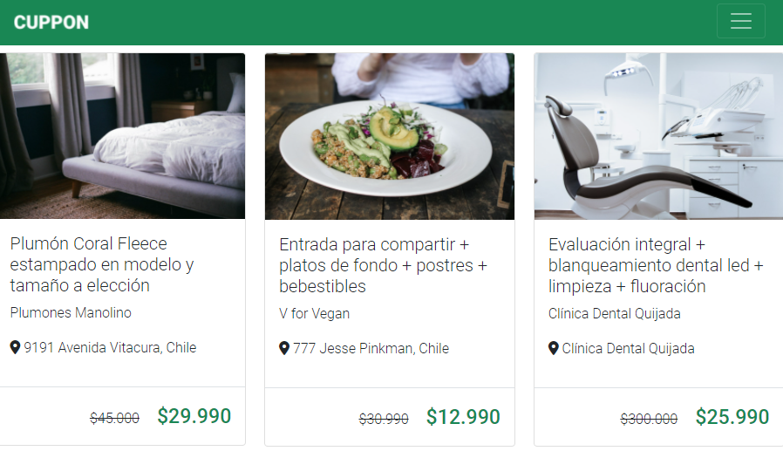 CUPPON
Plumón Coral Fleece
estampado en modelo y
tamaño a elección
Plumones Manolino
9191 Avenida Vitacura, Chile
$45.000 $29.990
Entrada para compartir +
platos de fondo + postres +
bebestibles
V for Vegan
777 Jesse Pinkman, Chile
$30.990 $12.990
Evaluación integral +
blanqueamiento dental led +
limpieza + fluoración
Clínica Dental Quijada
Clínica Dental Quijada
$300.000 $25.990